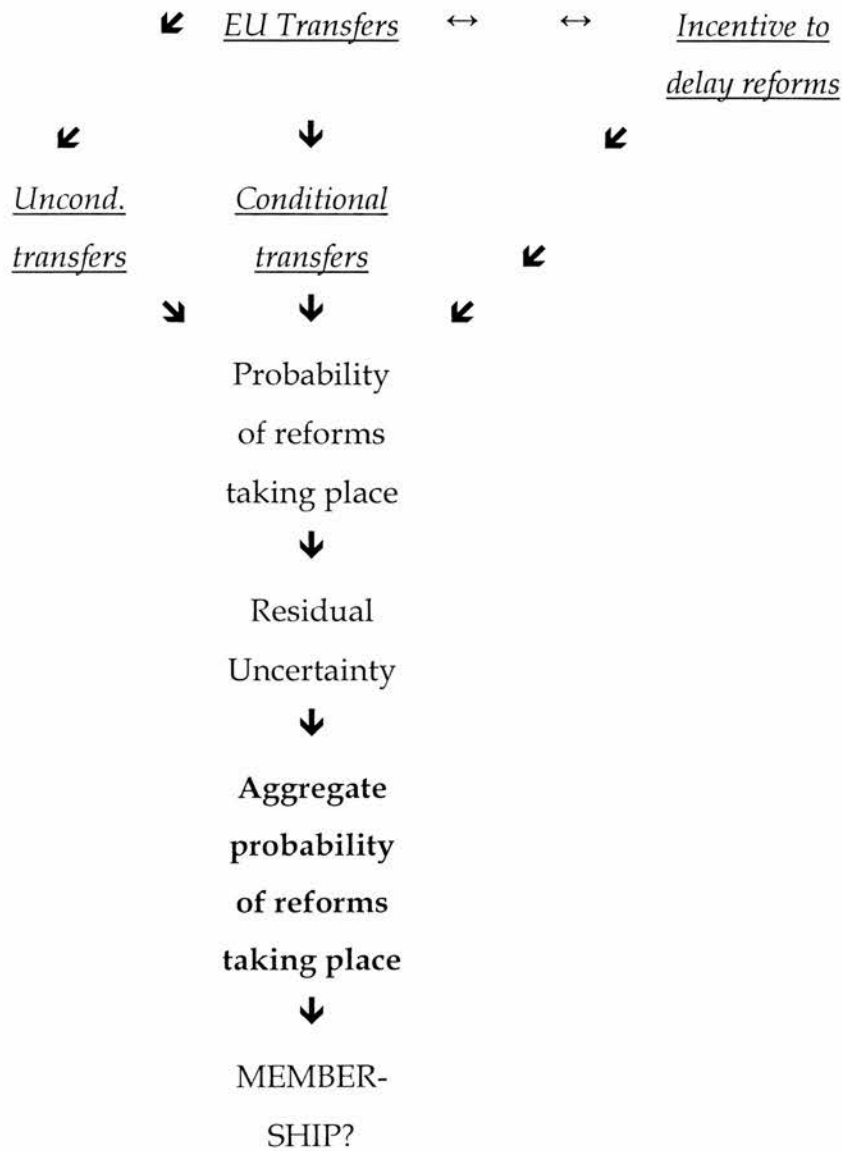 ↙ EU Transfers ↔ ↔ Incentive to
delay reforms
↙ ↓ ↙
Uncond. Conditional
transfers transfers ↙
↘ ↓ ↙
Probability
of reforms
taking place
↓
Residual
Uncertainty
↓
Aggregate
probability
of reforms
taking place
↓
MEMBER-
SHIP?